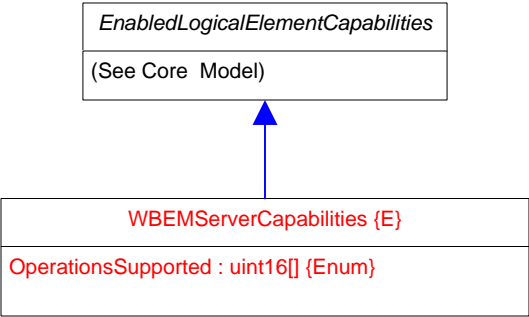 EnabledLogicalElementCapabilities
(See Core Model)
WBEMServerCapabilities {E}
OperationsSupported : uint16[] {Enum}